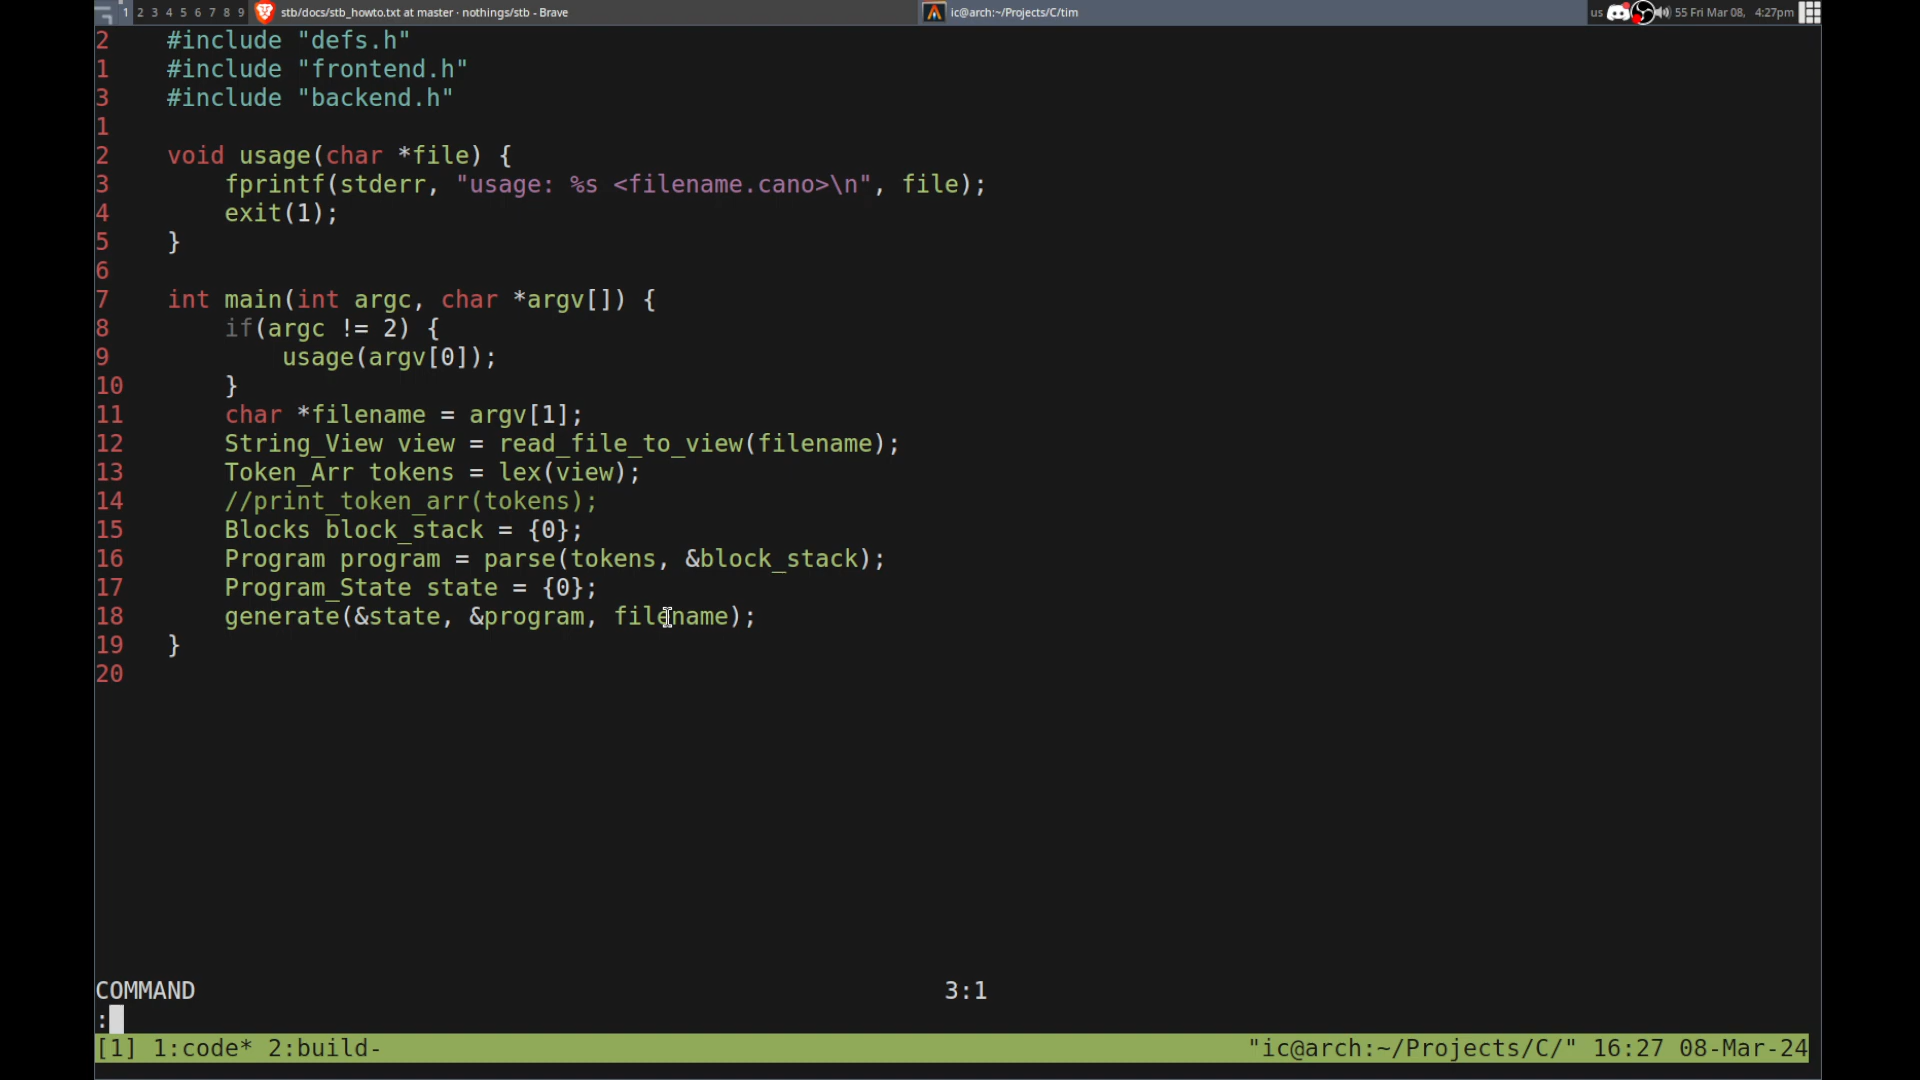 1 2 3 4 5 6 7 8 9 stb/docs/stb_howto.txt at master · nothings/stb - Brave ic@arch:~/Projects/C/tim us 55 Fri Mar 08, 4:27pm
2 #include "defs.h"
1 #include "frontend.h"
3 #include "backend.h"
1
2 void usage(char *file) {
3 fprintf(stderr, "usage: %s <filename.cano>\n", file);
4 exit(1);
5 }
6
7 int main(int argc, char *argv[]) {
8 if(argc != 2) {
9 usage(argv[0]);
10 }
11 char *filename = argv[1];
12 String_View view = read_file_to_view(filename);
13 Token_Arr tokens = lex(view);
14 //print_token_arr(tokens);
15 Blocks block_stack = {0};
16 Program program = parse(tokens, &block_stack);
17 Program_State state = {0};
18 generate(&state, &program, filename);
19 }
20
COMMAND 3:1
:
[1] 1:code* 2:build- "ic@arch:~/Projects/C/" 16:27 08-Mar-24